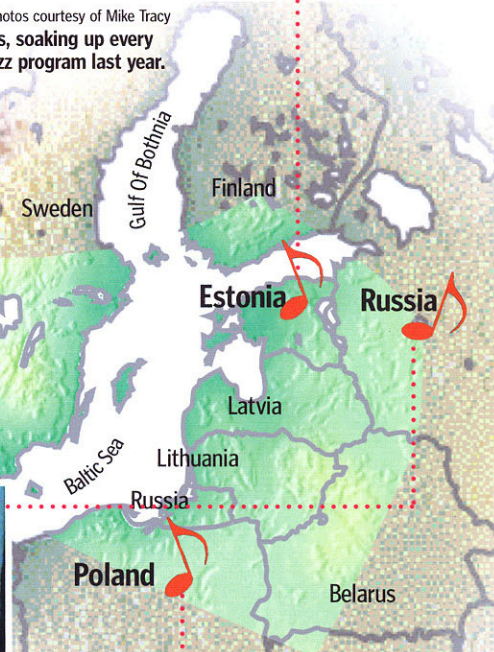 hotos courtesy of Mike Tracy
s, soaking up every
zz program last year.
Gulf Of Bothnia
Finland
Sweden
Estonia
Russia
Latvia
Baltic Sea
Lithuania
Russia
Poland
Belarus